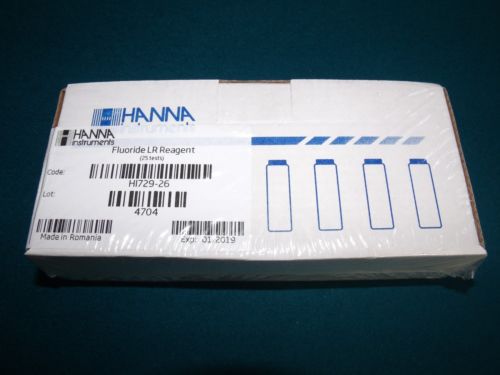 HANNA
instruments
HANNA
instruments
Fluoride LR Reagent
(25 tests)
Code:
HI729-26
Lot:
4704
Made in Romania
Exp: 01-2019